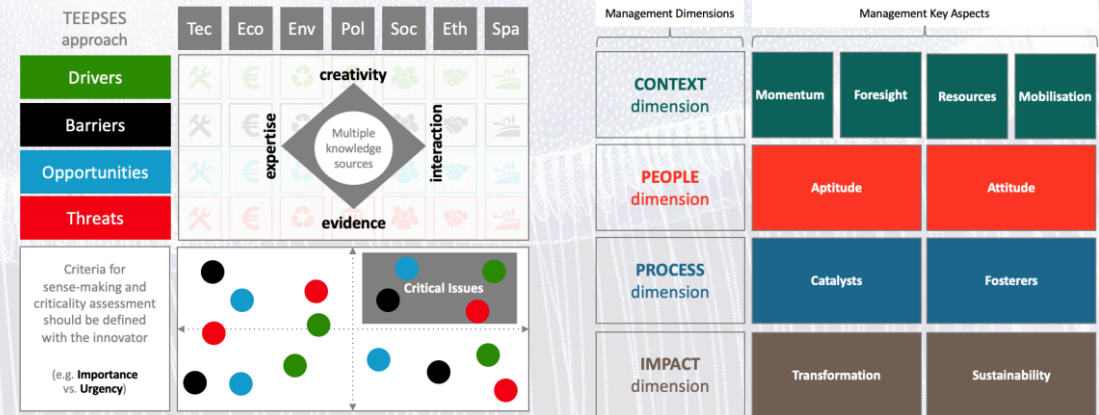 TEEPSES
approach
Tec Eco Env Pol Soc Eth Spa
Drivers
Barriers
Opportunities
Threats
creativity
expertise
Multiple
knowledge
sources
interaction
evidence
Criteria for
sense-making and
criticality assessment
should be defined
with the innovator
(e.g. Importance
vs. Urgency)
Critical Issues
Management Dimensions
Management Key Aspects
CONTEXT
dimension
Momentum
Foresight
Resources
Mobilisation
PEOPLE
dimension
Aptitude
Attitude
PROCESS
dimension
Catalysts
Fosterers
IMPACT
dimension
Transformation
Sustainability